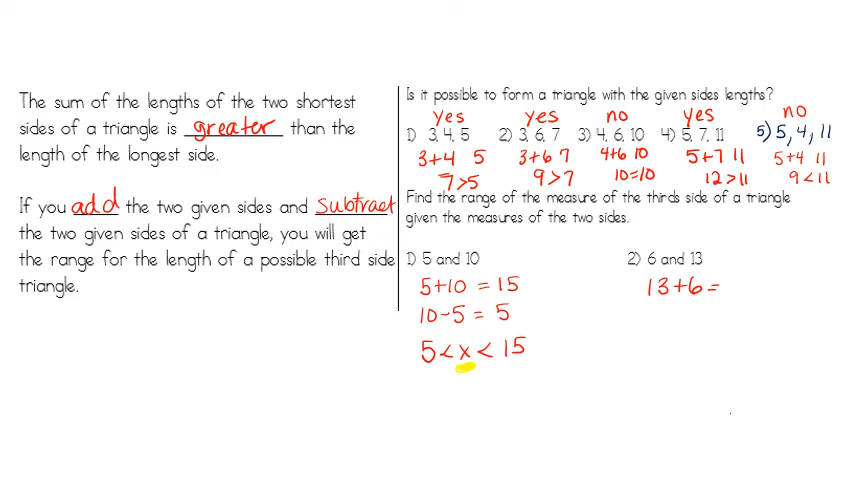 The sum of the lengths of the two shortest
sides of a triangle is greater than the
length of the longest side.
If you add the two given sides and subtract
the two given sides of a triangle, you will get
the range for the length of a possible third side
triangle.
Is it possible to form a triangle with the given sides lengths?
yes yes no yes no
1) 3, 4, 5 2) 3, 6, 7 3) 4, 6, 10 4) 5, 7, 11 5) 5, 4, 11
3+4 5 3+6 7 4+6 10 5+7 11 5+4 11
7>5 9>7 10=10 12>11 9<11
Find the range of the measure of the thirds side of a triangle
given the measures of the two sides.
1) 5 and 10 2) 6 and 13
5+10 = 15 13+6=
10-5 = 5
5 < x < 15